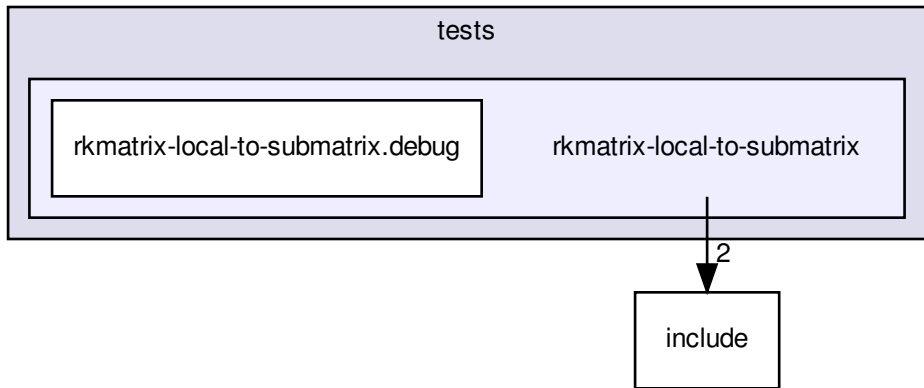 tests
rkmatrix-local-to-submatrix.debug
rkmatrix-local-to-submatrix
2
include